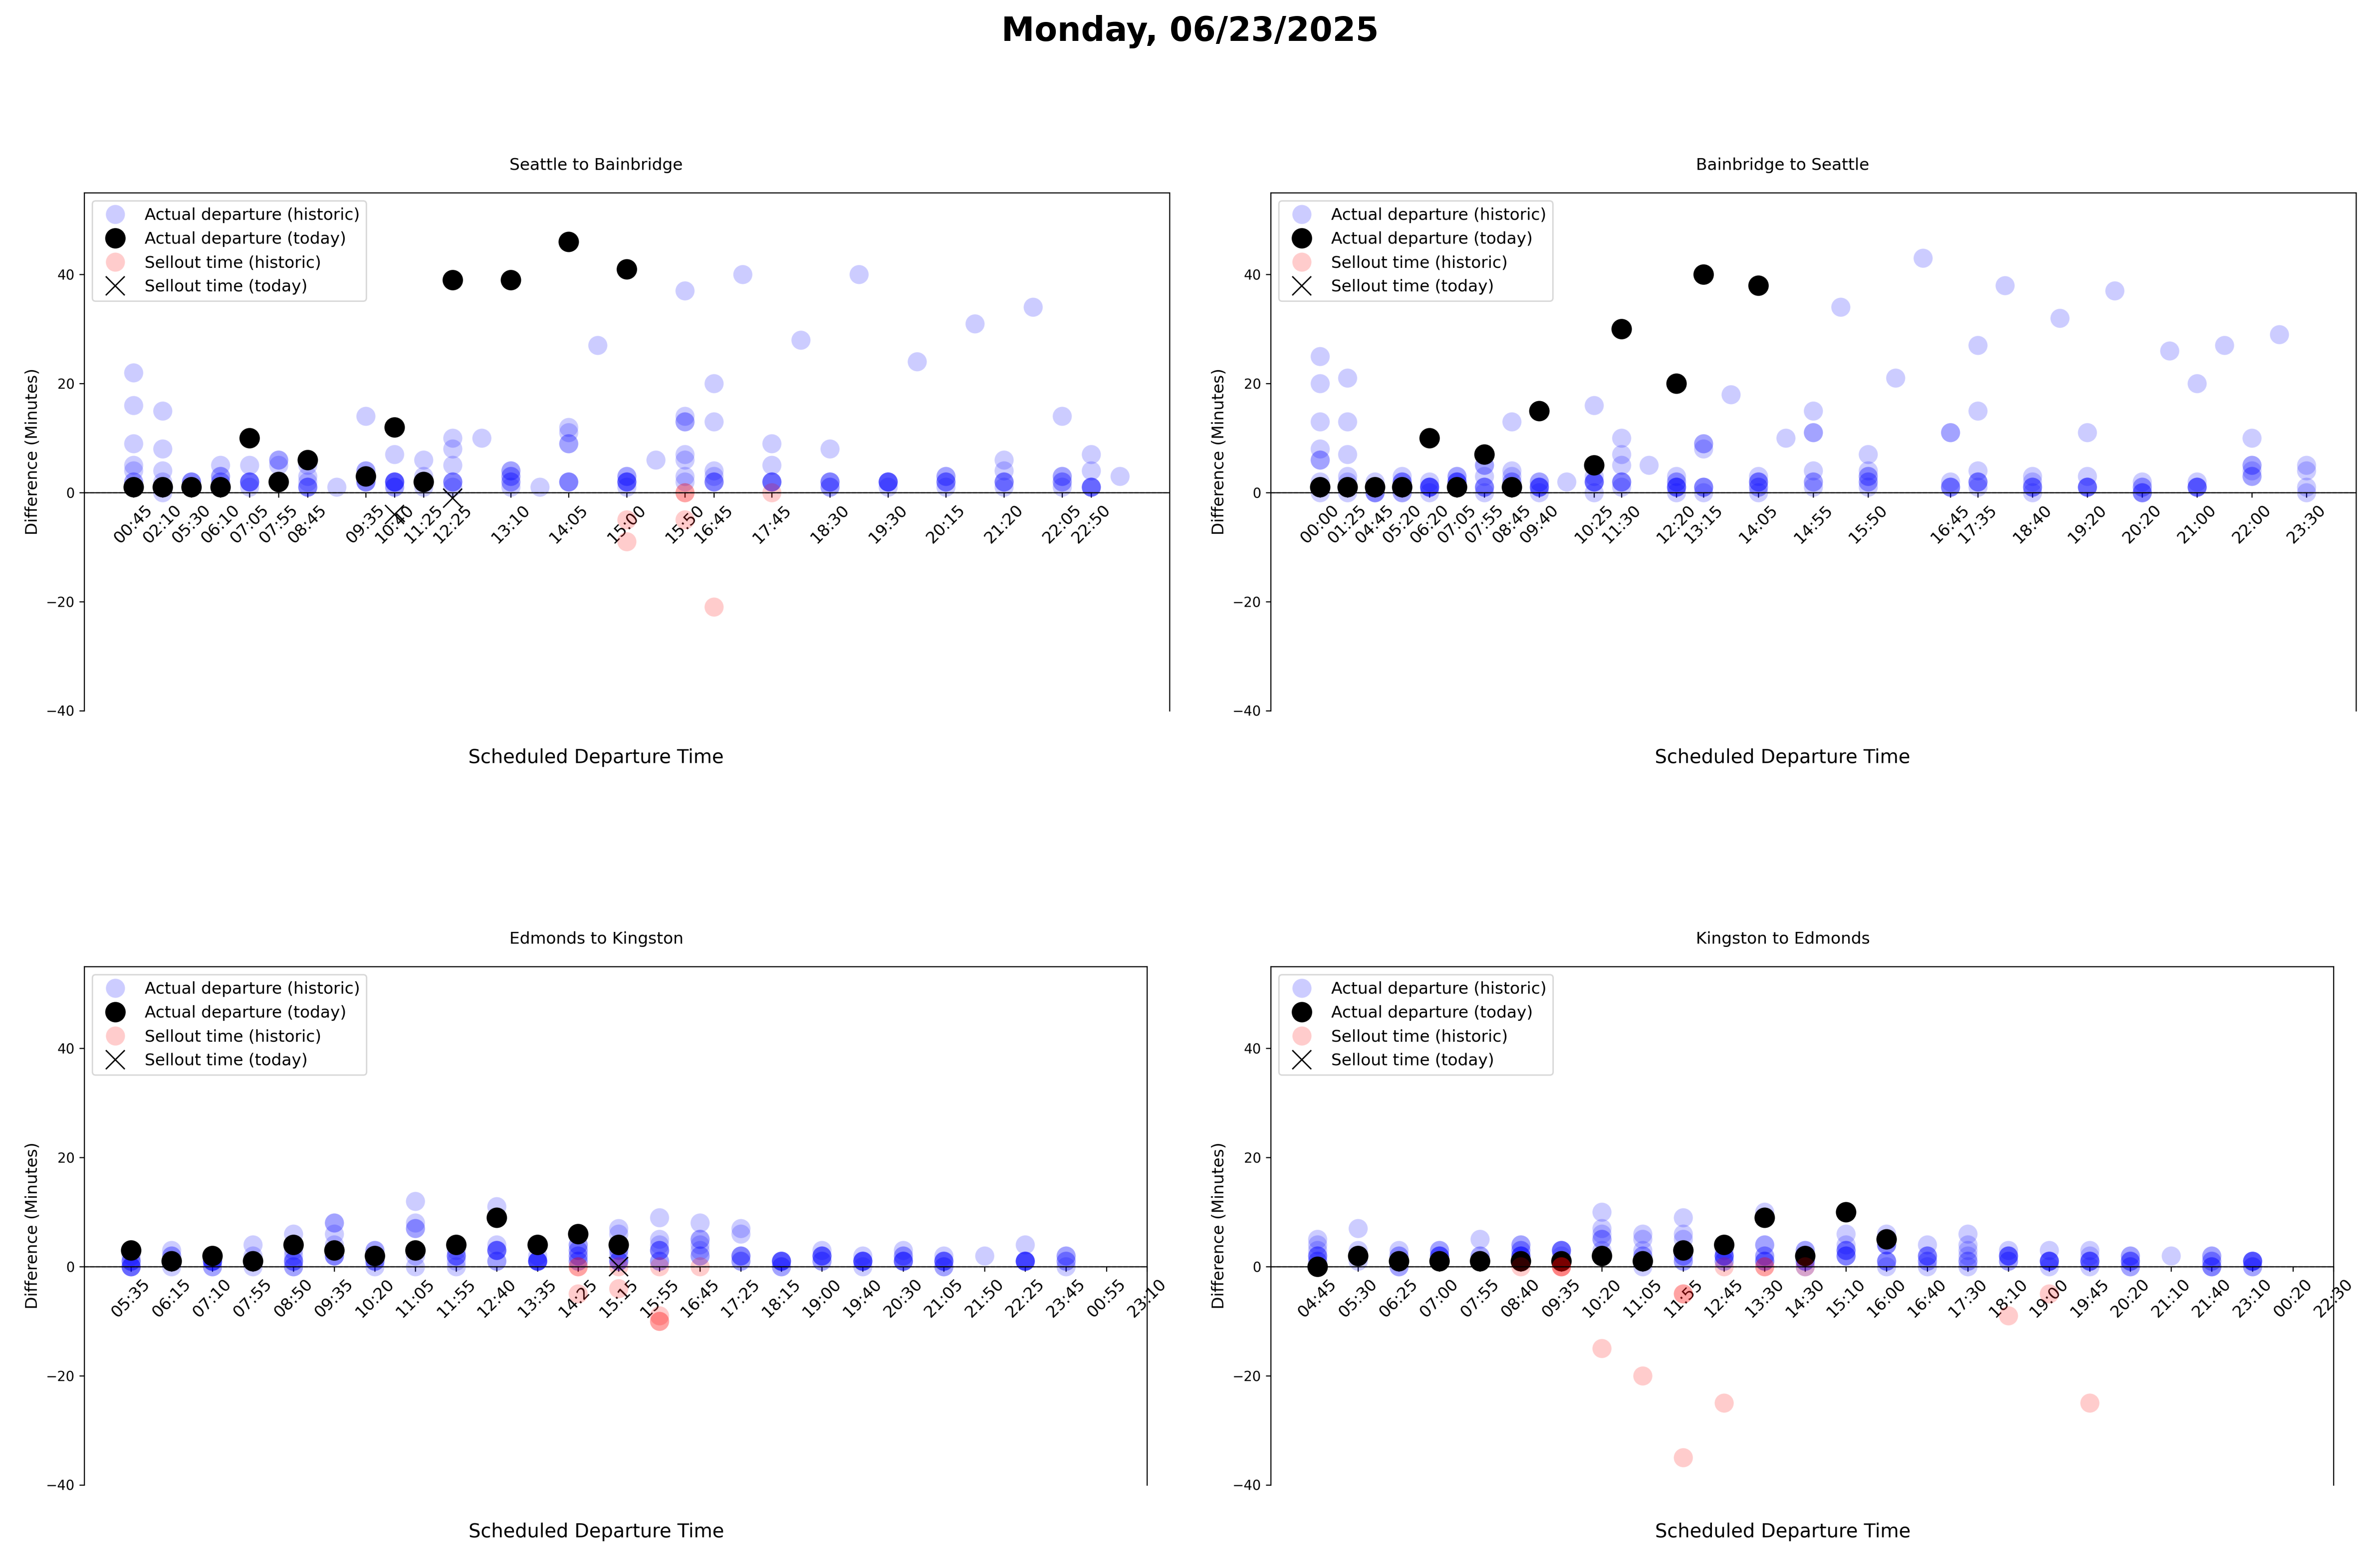 Monday, 06/23/2025
Seattle to Bainbridge
Actual departure (historic)
Actual departure (today)
Sellout time (historic)
Sellout time (today)
Difference (Minutes)
40
20
0
−20
−40
00:45 02:10 05:30 06:10 07:05 07:55 08:45 09:35 10:40 11:25 12:25 13:10 14:05 15:00 15:50 16:45 17:45 18:30 19:30 20:15 21:20 22:05 22:50
Scheduled Departure Time
Bainbridge to Seattle
Actual departure (historic)
Actual departure (today)
Sellout time (historic)
Sellout time (today)
Difference (Minutes)
40
20
0
−20
−40
00:00 01:25 04:45 05:20 06:20 07:05 07:55 08:45 09:40 10:25 11:30 12:20 13:15 14:05 14:55 15:50 16:45 17:35 18:40 19:20 20:20 21:00 22:00 23:30
Scheduled Departure Time
Edmonds to Kingston
Actual departure (historic)
Actual departure (today)
Sellout time (historic)
Sellout time (today)
Difference (Minutes)
40
20
0
−20
−40
05:35 06:15 07:10 07:55 08:50 09:35 10:20 11:05 11:55 12:40 13:35 14:25 15:15 15:55 16:45 17:25 18:15 19:00 19:40 20:30 21:05 21:50 22:25 23:45 00:55 23:10
Scheduled Departure Time
Kingston to Edmonds
Actual departure (historic)
Actual departure (today)
Sellout time (historic)
Sellout time (today)
Difference (Minutes)
40
20
0
−20
−40
04:45 05:30 06:25 07:00 07:55 08:40 09:35 10:20 11:05 11:55 12:45 13:30 14:30 15:10 16:00 16:40 17:30 18:10 19:00 19:45 20:20 21:10 21:40 23:10 00:20 22:30
Scheduled Departure Time